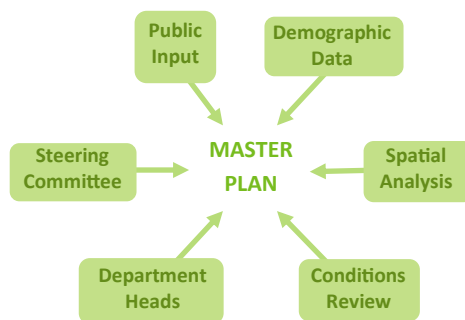 Public
Input
Demographic
Data
Steering
Committee
MASTER
PLAN
Spatial
Analysis
Department
Heads
Conditions
Review